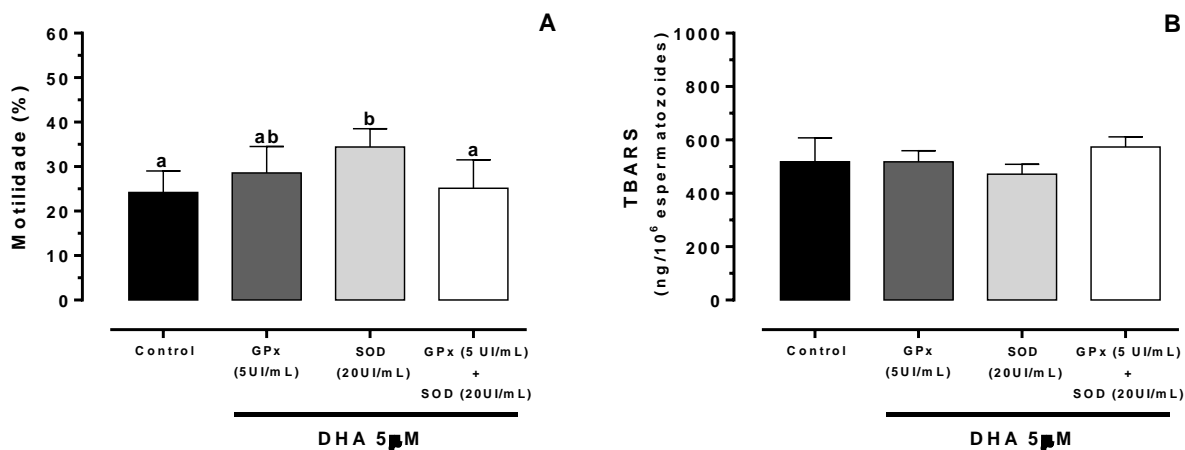 A
Motilidade (%)
60
50
40
30
20
10
0
a
ab
b
a
Control
GPx
(5UI/mL)
SOD
(20UI/mL)
GPx (5 UI/mL)
+
SOD (20UI/mL)
DHA 5µM
B
TBARS
(ng/10⁶ espermatozoides)
1000
800
600
400
200
0
Control
GPx
(5UI/mL)
SOD
(20UI/mL)
GPx (5 UI/mL)
+
SOD (20UI/mL)
DHA 5µM